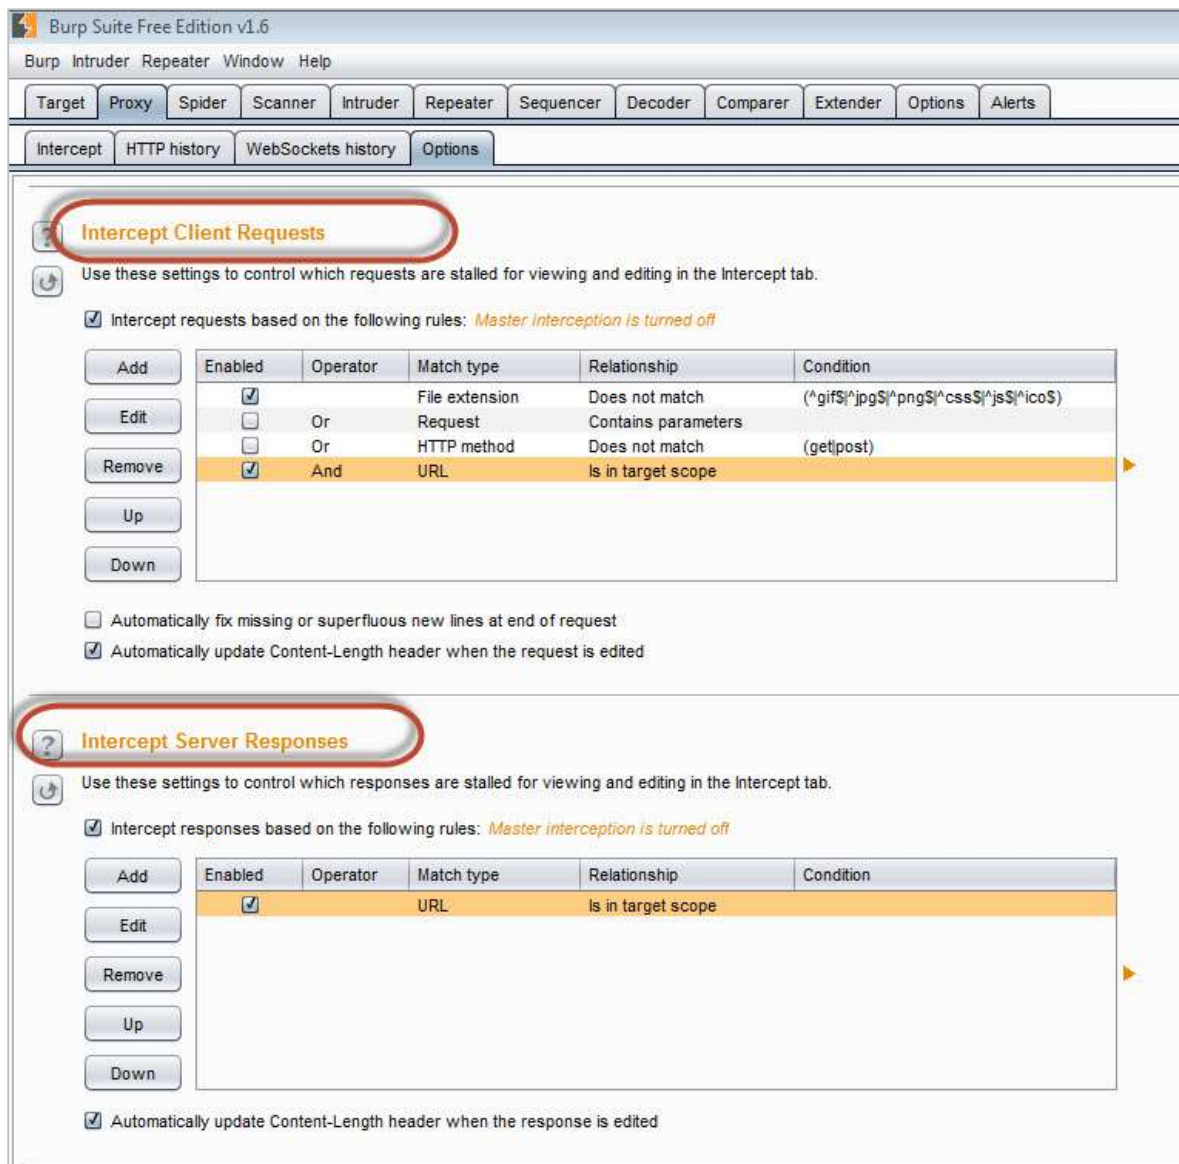 Burp Suite Free Edition v1.6
Burp Intruder Repeater Window Help
Target Proxy Spider Scanner Intruder Repeater Sequencer Decoder Comparer Extender Options Alerts
Intercept HTTP history WebSockets history Options
? Intercept Client Requests
Use these settings to control which requests are stalled for viewing and editing in the Intercept tab.
Intercept requests based on the following rules: Master interception is turned off
Add Enabled Operator Match type Relationship Condition
File extension Does not match (^gif$|^jpg$|^png$|^css$|^js$|^ico$)
Edit Or Request Contains parameters
Or HTTP method Does not match (get|post)
Remove And URL Is in target scope
Up
Down
Automatically fix missing or superfluous new lines at end of request
Automatically update Content-Length header when the request is edited
? Intercept Server Responses
Use these settings to control which responses are stalled for viewing and editing in the Intercept tab.
Intercept responses based on the following rules: Master interception is turned off
Add Enabled Operator Match type Relationship Condition
URL Is in target scope
Edit
Remove
Up
Down
Automatically update Content-Length header when the response is edited